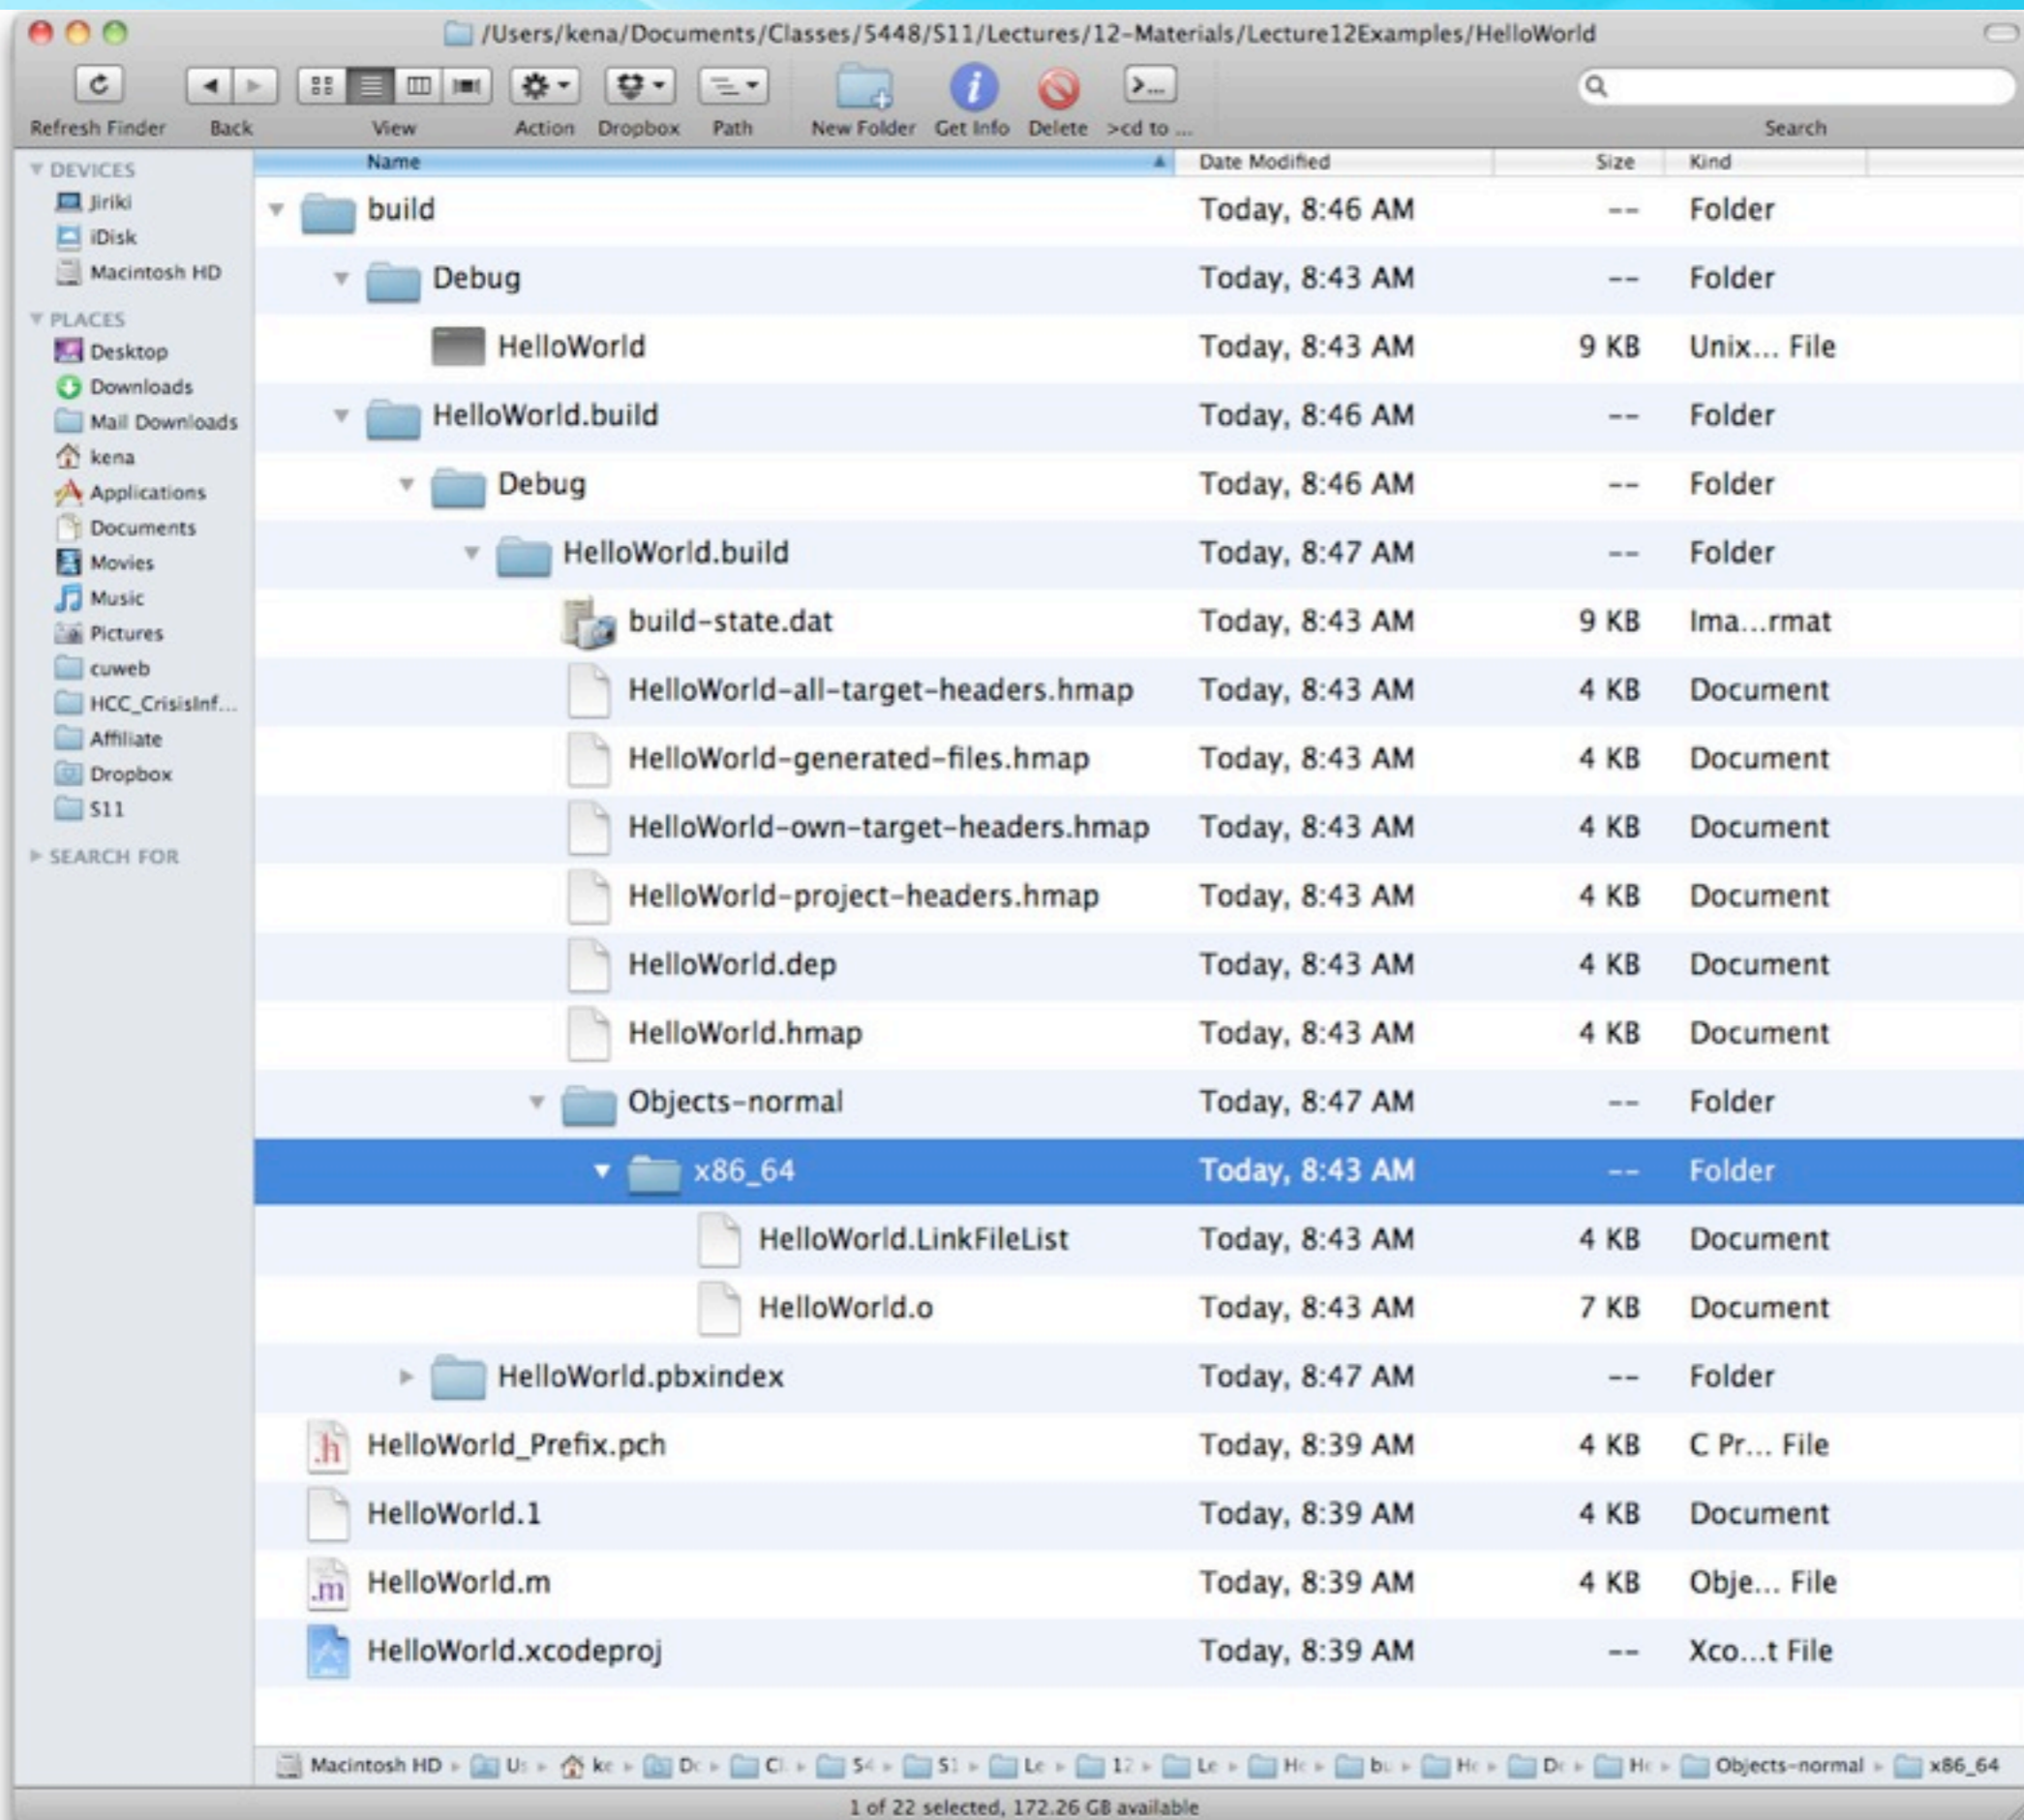 /Users/kena/Documents/Classes/5448/S11/Lectures/12-Materials/Lecture12Examples/HelloWorld
Refresh Finder Back View Action Dropbox Path New Folder Get Info Delete >cd to ... Search
Name Date Modified Size Kind
DEVICES
Jiriki
iDisk
Macintosh HD
PLACES
Desktop
Downloads
Mail Downloads
kena
Applications
Documents
Movies
Music
Pictures
cuweb
HCC_CrisisInf...
Affiliate
Dropbox
S11
SEARCH FOR
build Today, 8:46 AM -- Folder
Debug Today, 8:43 AM -- Folder
HelloWorld Today, 8:43 AM 9 KB Unix... File
HelloWorld.build Today, 8:46 AM -- Folder
Debug Today, 8:46 AM -- Folder
HelloWorld.build Today, 8:47 AM -- Folder
build-state.dat Today, 8:43 AM 9 KB Ima...rmat
HelloWorld-all-target-headers.hmap Today, 8:43 AM 4 KB Document
HelloWorld-generated-files.hmap Today, 8:43 AM 4 KB Document
HelloWorld-own-target-headers.hmap Today, 8:43 AM 4 KB Document
HelloWorld-project-headers.hmap Today, 8:43 AM 4 KB Document
HelloWorld.dep Today, 8:43 AM 4 KB Document
HelloWorld.hmap Today, 8:43 AM 4 KB Document
Objects-normal Today, 8:47 AM -- Folder
x86_64 Today, 8:43 AM -- Folder
HelloWorld.LinkFileList Today, 8:43 AM 4 KB Document
HelloWorld.o Today, 8:43 AM 7 KB Document
HelloWorld.pbxindex Today, 8:47 AM -- Folder
.h HelloWorld_Prefix.pch Today, 8:39 AM 4 KB C Pr... File
HelloWorld.1 Today, 8:39 AM 4 KB Document
.m HelloWorld.m Today, 8:39 AM 4 KB Obje... File
HelloWorld.xcodeproj Today, 8:39 AM -- Xco...t File
Macintosh HD Us ke Le 12 Le bu Objects-normal x86_64
1 of 22 selected, 172.26 GB available